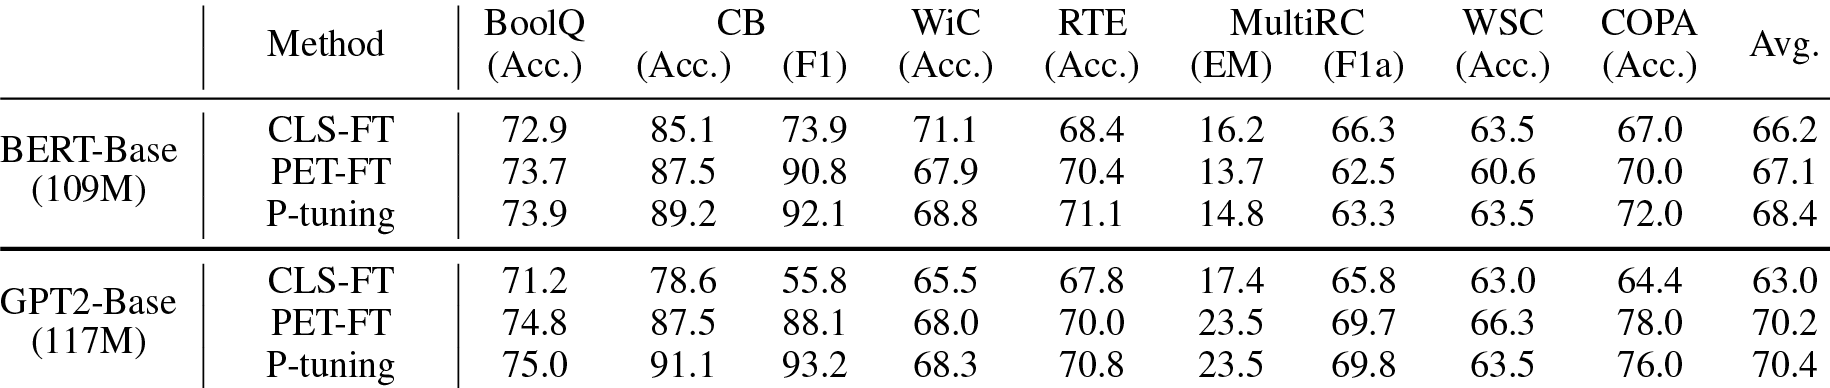 Method BoolQ CB WiC RTE MultiRC WSC COPA Avg.
(Acc.) (Acc.) (F1) (Acc.) (Acc.) (EM) (F1a) (Acc.) (Acc.)
BERT-Base (109M)
CLS-FT 72.9 85.1 73.9 71.1 68.4 16.2 66.3 63.5 67.0 66.2
PET-FT 73.7 87.5 90.8 67.9 70.4 13.7 62.5 60.6 70.0 67.1
P-tuning 73.9 89.2 92.1 68.8 71.1 14.8 63.3 63.5 72.0 68.4
GPT2-Base (117M)
CLS-FT 71.2 78.6 55.8 65.5 67.8 17.4 65.8 63.0 64.4 63.0
PET-FT 74.8 87.5 88.1 68.0 70.0 23.5 69.7 66.3 78.0 70.2
P-tuning 75.0 91.1 93.2 68.3 70.8 23.5 69.8 63.5 76.0 70.4